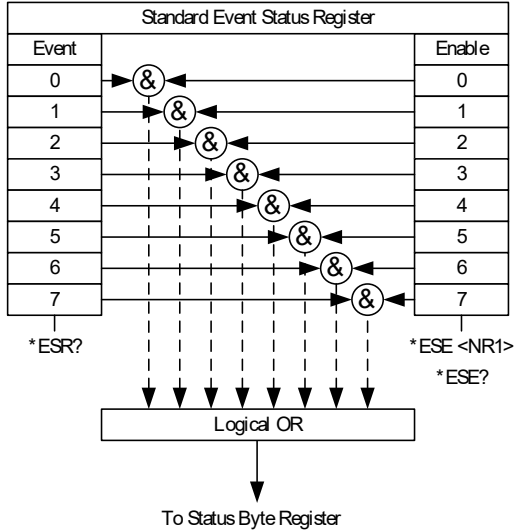 Standard Event Status Register
Event Enable
0 & 0
1 & 1
2 & 2
3 & 3
4 & 4
5 & 5
6 & 6
7 & 7
*ESR? *ESE <NR1>
*ESE?
Logical OR
To Status Byte Register